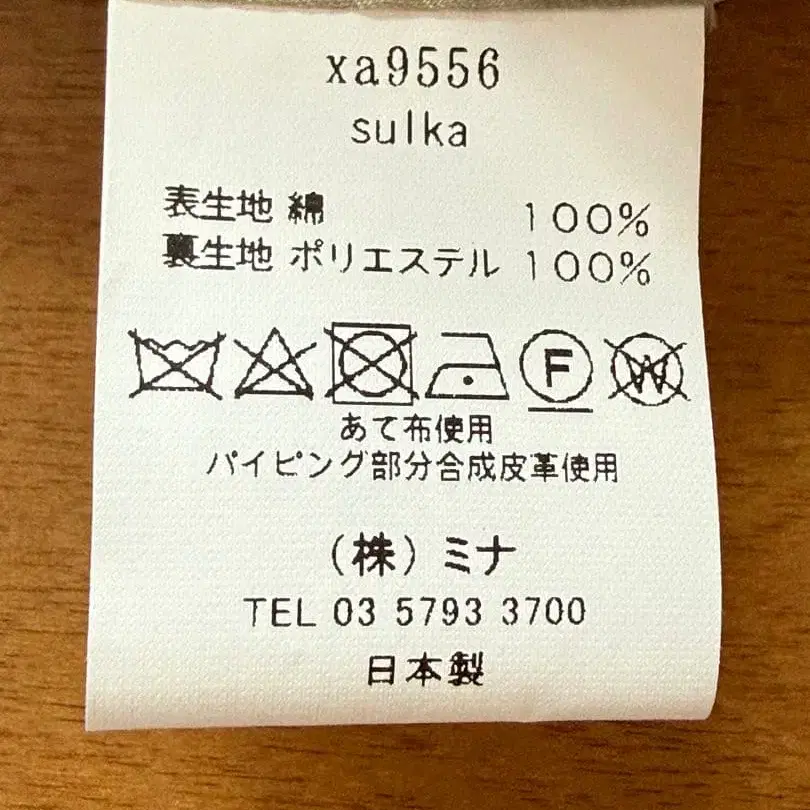 xa9556
sulka
表生地 綿 100%
裏生地 ポリエステル 100%
F W
あて布使用
パイピング部分合成皮革使用
(株) ミナ
TEL 03 5793 3700
日本製